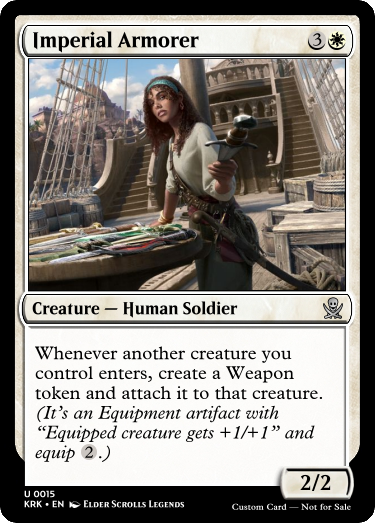 Imperial Armorer 3
Creature — Human Soldier
Whenever another creature you
control enters, create a Weapon
token and attach it to that creature.
(It's an Equipment artifact with
“Equipped creature gets +1/+1” and
equip 2.)
2/2
U 0015
KRK • EN Elder Scrolls Legends
Custom Card — Not for Sale